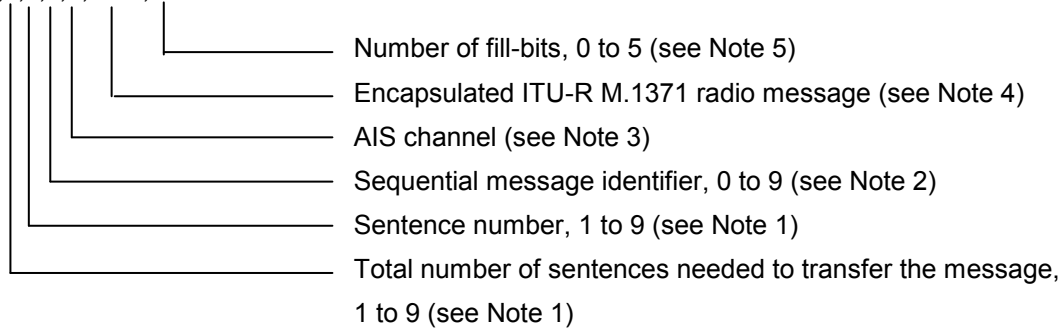 Number of fill-bits, 0 to 5 (see Note 5)
Encapsulated ITU-R M.1371 radio message (see Note 4)
AIS channel (see Note 3)
Sequential message identifier, 0 to 9 (see Note 2)
Sentence number, 1 to 9 (see Note 1)
Total number of sentences needed to transfer the message,
1 to 9 (see Note 1)